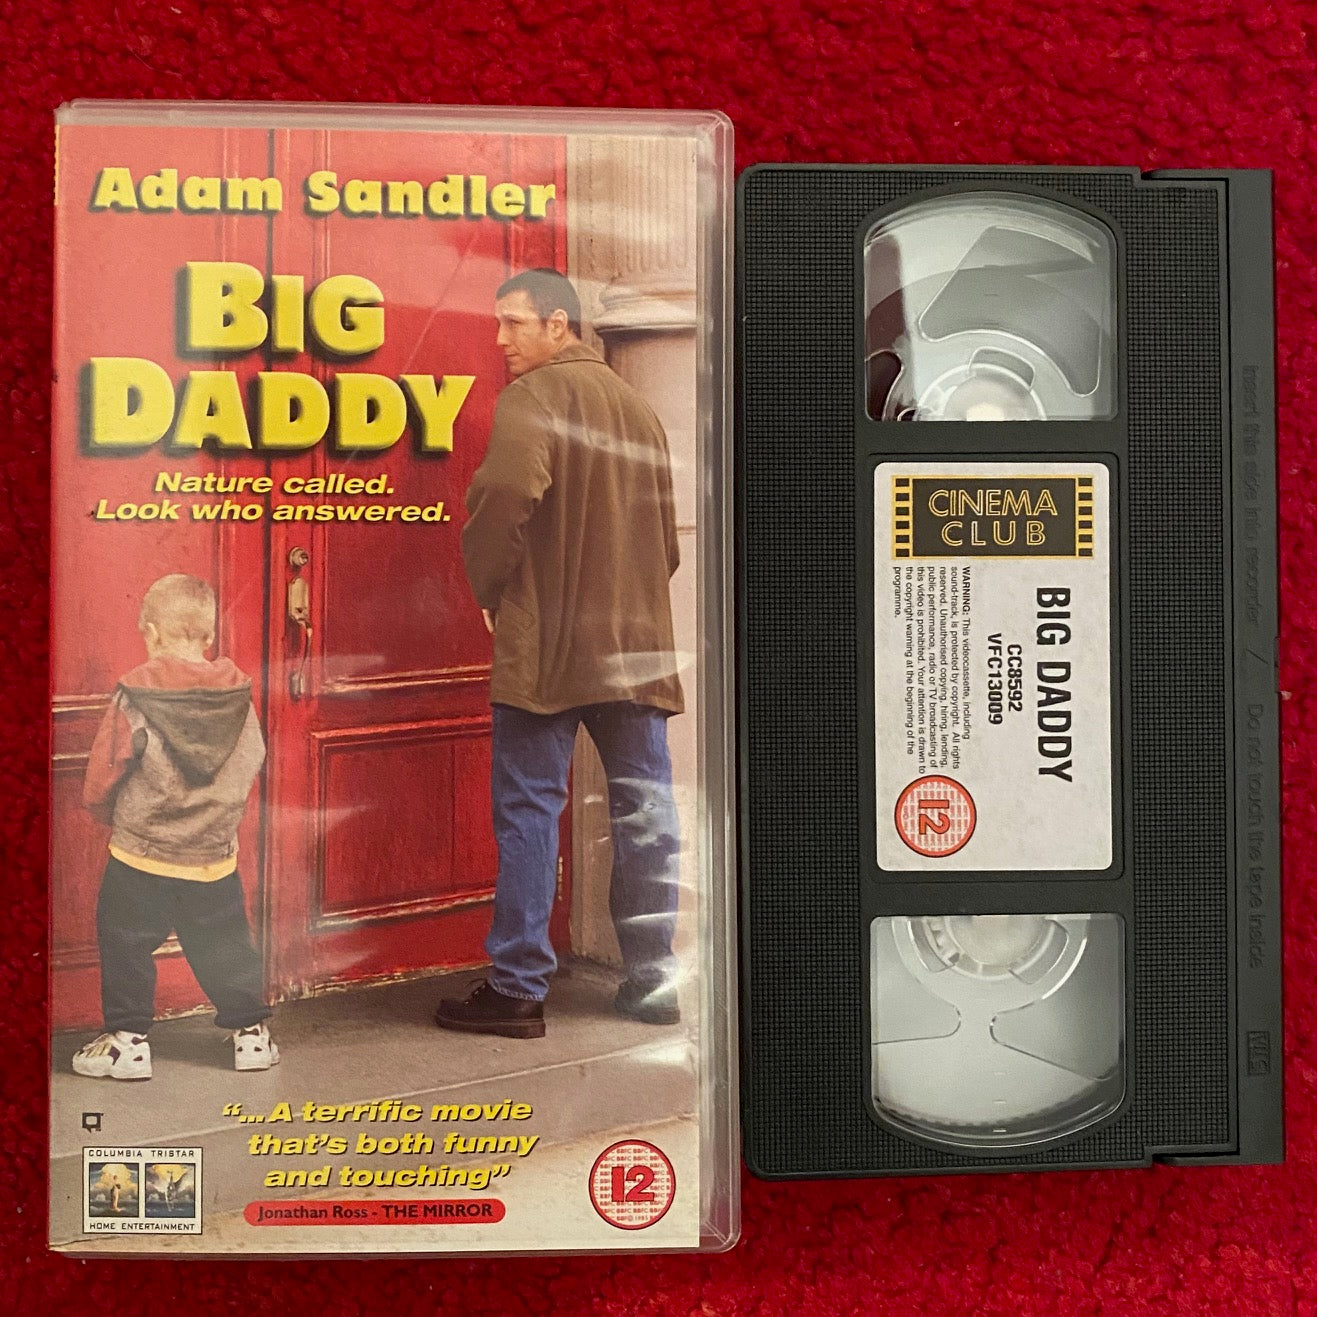 Adam Sandler
BIG
DADDY
Nature called.
Look who answered.
"...A terrific movie
that's both funny
and touching"
Jonathan Ross - THE MIRROR
COLUMBIA TRISTAR
HOME ENTERTAINMENT
12
CINEMA
CLUB
BIG DADDY
CC8592
VFC13009
WARNING: This videocassette, including
sound-track, is protected by copyright. All rights
reserved. Unauthorised copying, hiring, lending,
public performance, radio or TV broadcasting of
this video is prohibited. Your attention is drawn to
the copyright warning at the beginning of the
programme.
12
Insert this side into recorder / Do not touch the tape inside
VHS